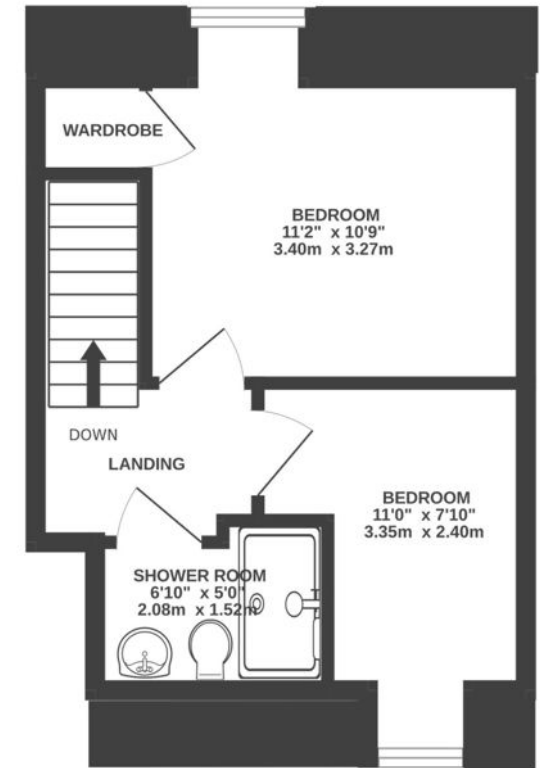 WARDROBE
BEDROOM
11'2" x 10'9"
3.40m x 3.27m
DOWN
LANDING
BEDROOM
11'0" x 7'10"
3.35m x 2.40m
SHOWER ROOM
6'10" x 5'0"
2.08m x 1.52m